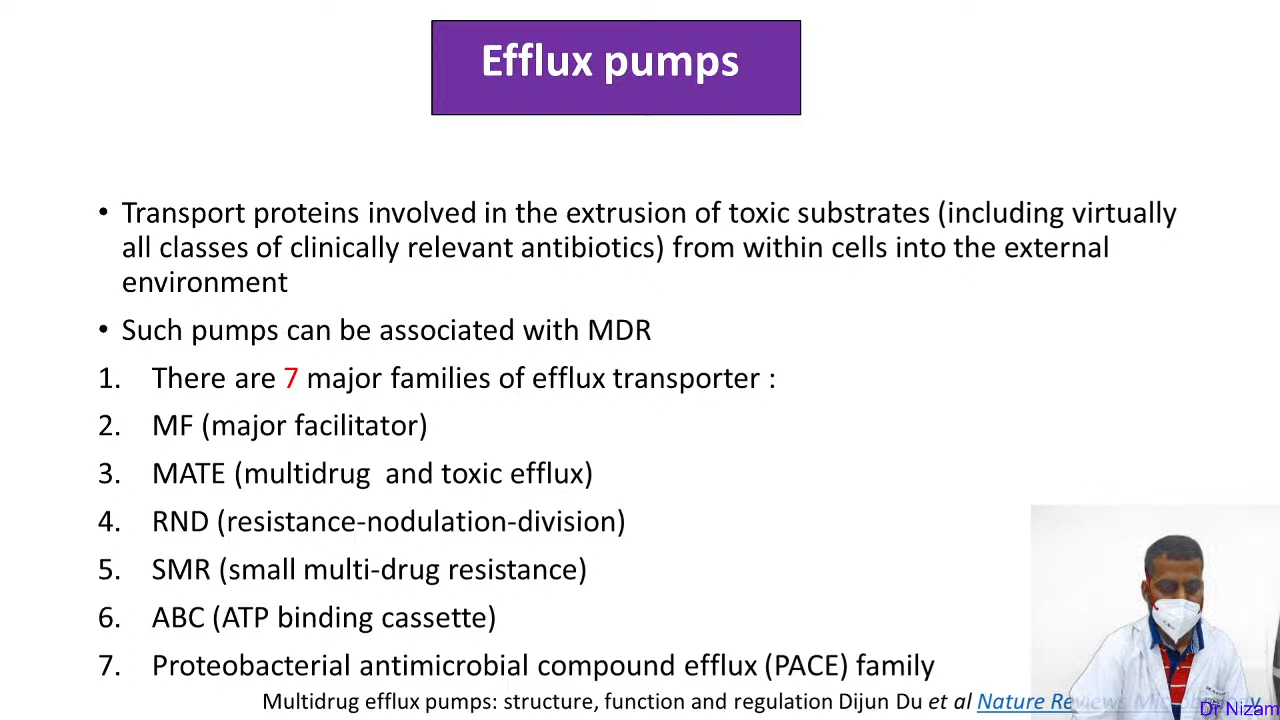 Efflux pumps
• Transport proteins involved in the extrusion of toxic substrates (including virtually
all classes of clinically relevant antibiotics) from within cells into the external
environment
• Such pumps can be associated with MDR
1. There are 7 major families of efflux transporter :
2. MF (major facilitator)
3. MATE (multidrug and toxic efflux)
4. RND (resistance-nodulation-division)
5. SMR (small multi-drug resistance)
6. ABC (ATP binding cassette)
7. Proteobacterial antimicrobial compound efflux (PACE) family
Multidrug efflux pumps: structure, function and regulation Dijun Du et al Nature Reviews
Dr Nizam